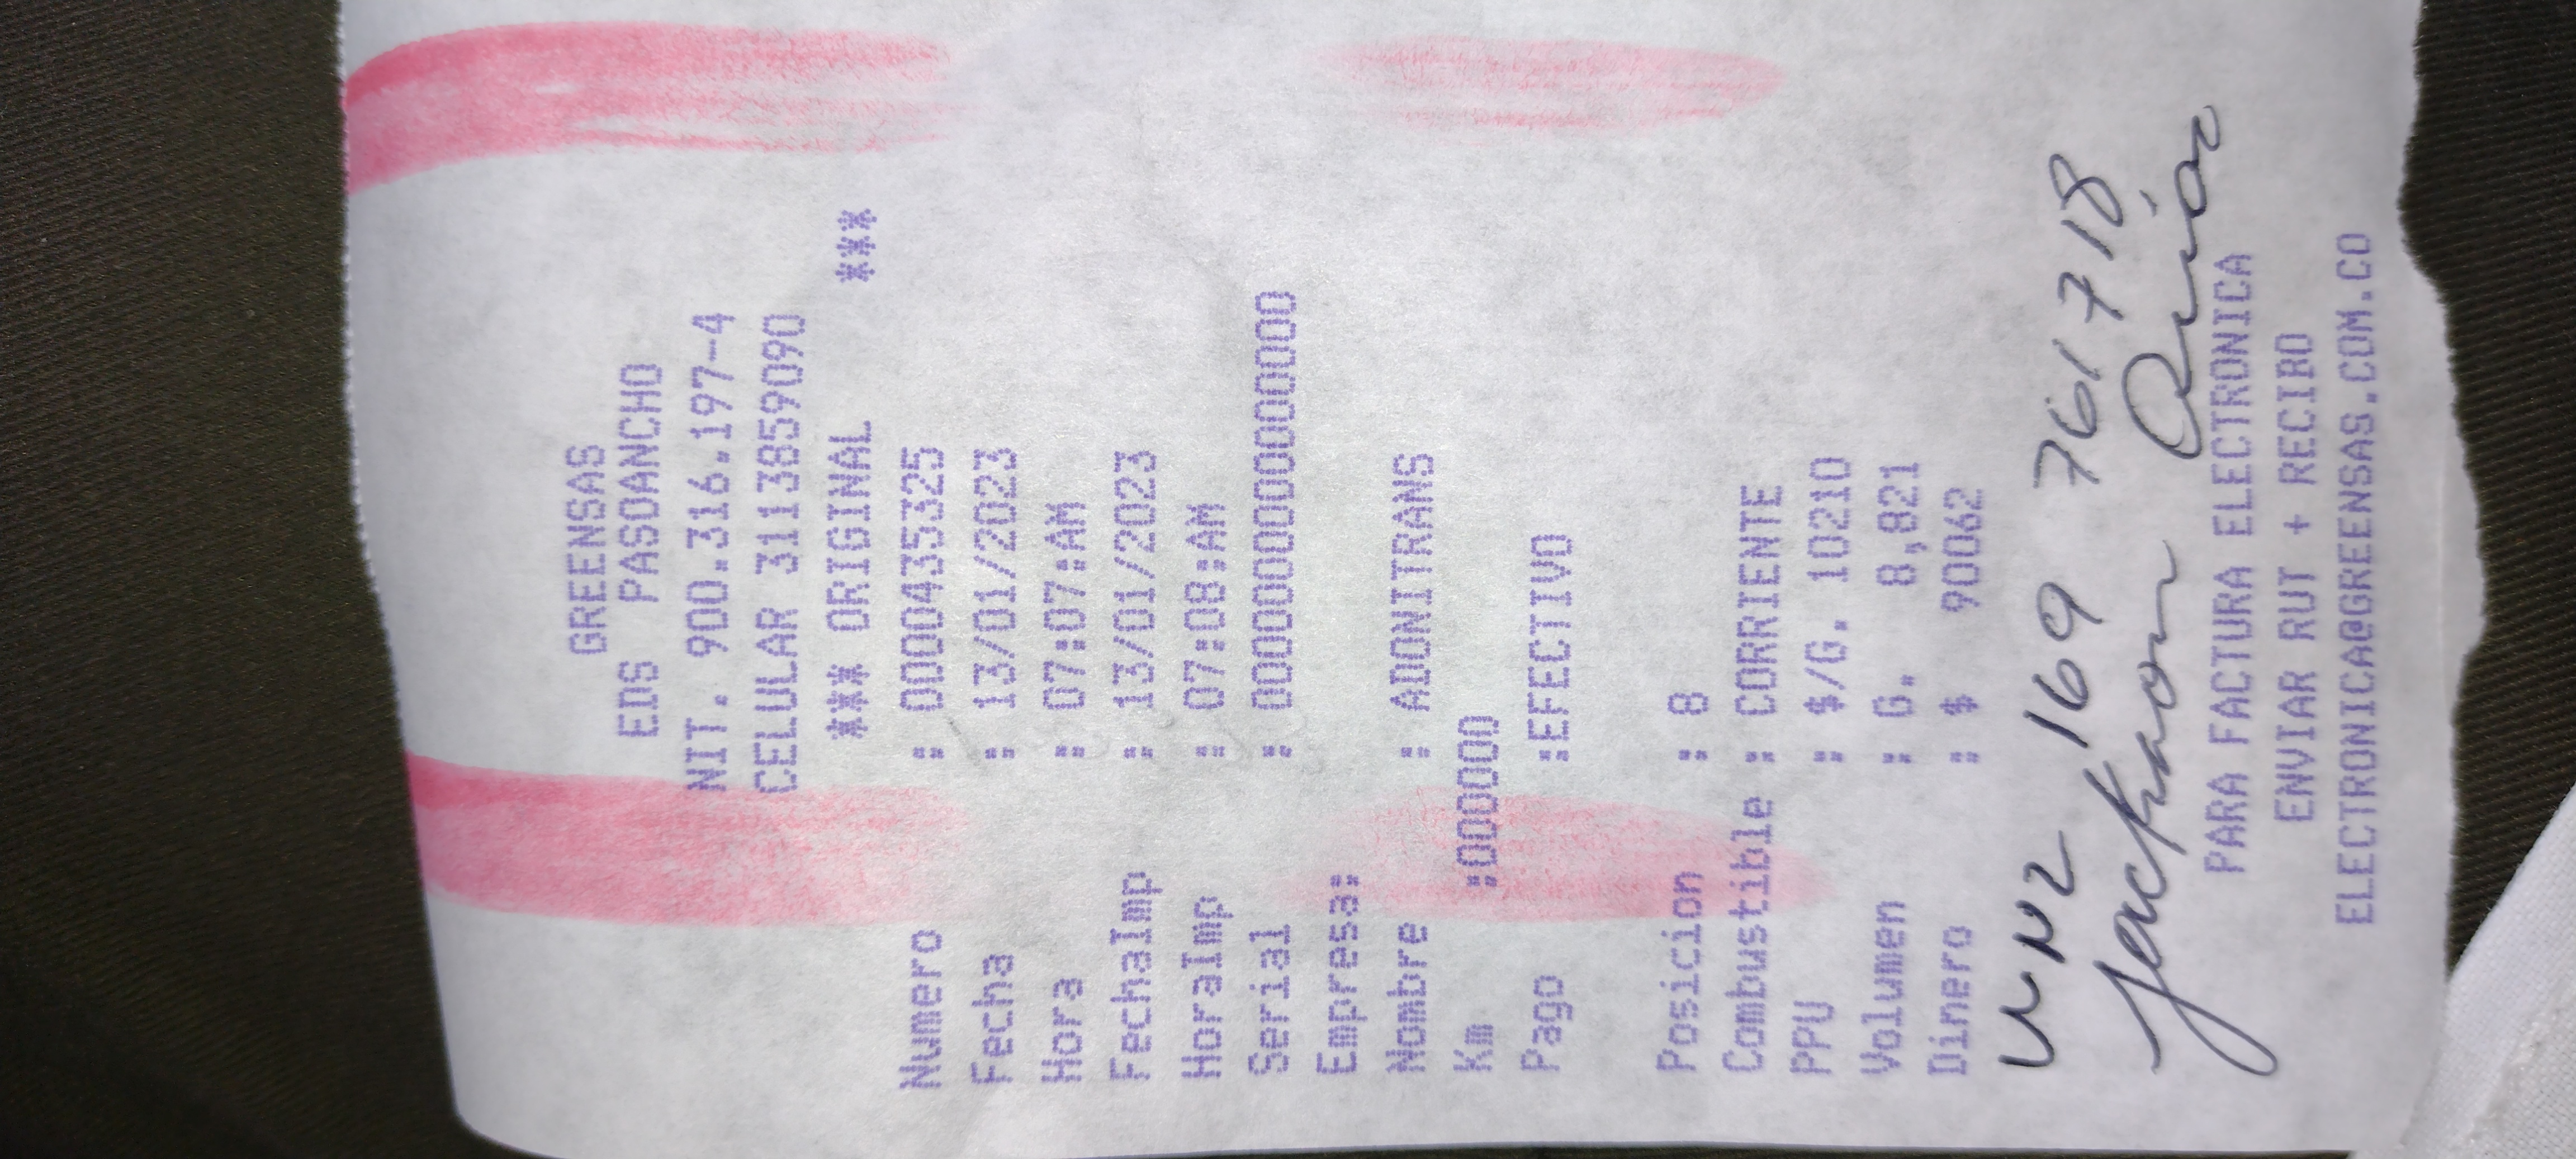 GREENSAS
EDS PASOANCHO
NIT. 900.316.197-4
CELULAR 3113859090
*** ORIGINAL ***
Numero : 0000435325
Fecha : 13/01/2023
Hora : 07:07:AM
FechaImp : 13/01/2023
HoraImp : 07:08:AM
Serial : 0000000000000000
Empresa:
Nombre : ADONITRANS
Km :000000
Pago :EFECTIVO
Posicion : 8
Combustible : CORRIENTE
PPU : $/G. 10210
Volumen : G. 8,821
Dinero : $ 90062
WNZ 169 761718
Jackson
PARA FACTURA ELECTRONICA
ENVIAR RUT + RECIBO
ELECTRONICA@GREENSAS.COM.CO